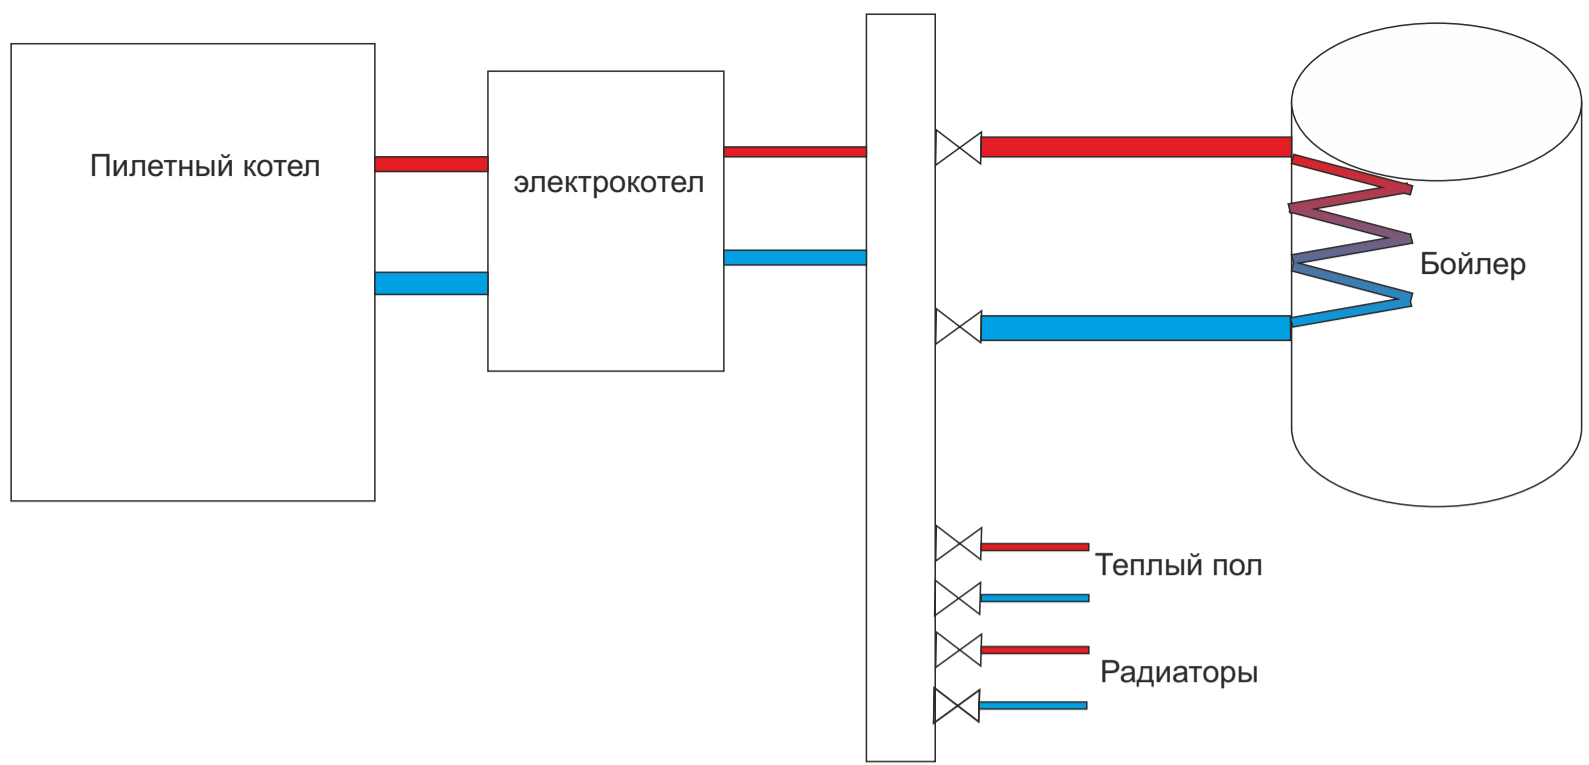 Пилетный котел
электрокотел
Бойлер
Теплый пол
Радиаторы